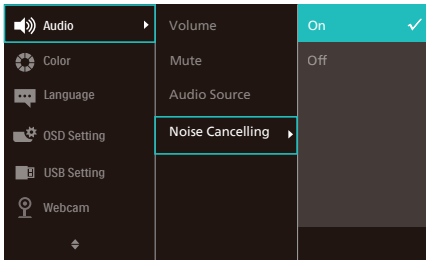 Audio
Color
Language
OSD Setting
USB Setting
Webcam
Volume
Mute
Audio Source
Noise Cancelling
On
Off